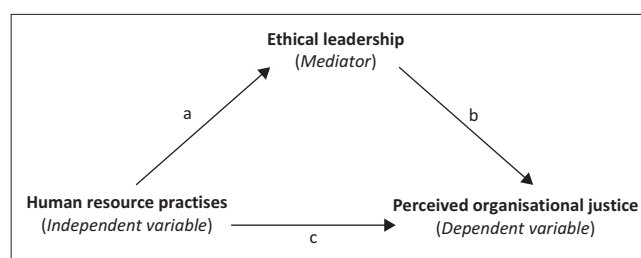 Ethical leadership
(Mediator)
a
b
Human resource practises
(Independent variable)
Perceived organisational justice
(Dependent variable)
c